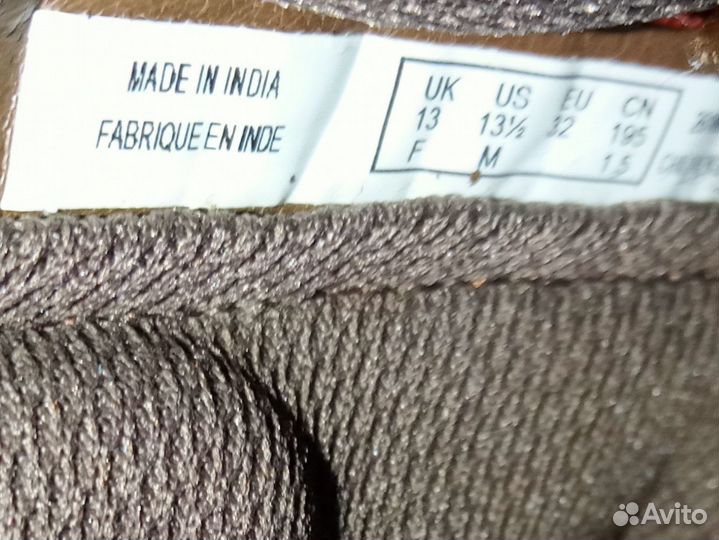 MADE IN INDIA
FABRIQUE EN INDE
UK US EU CN
13 13½ 32 195
F M 1.5
Avito